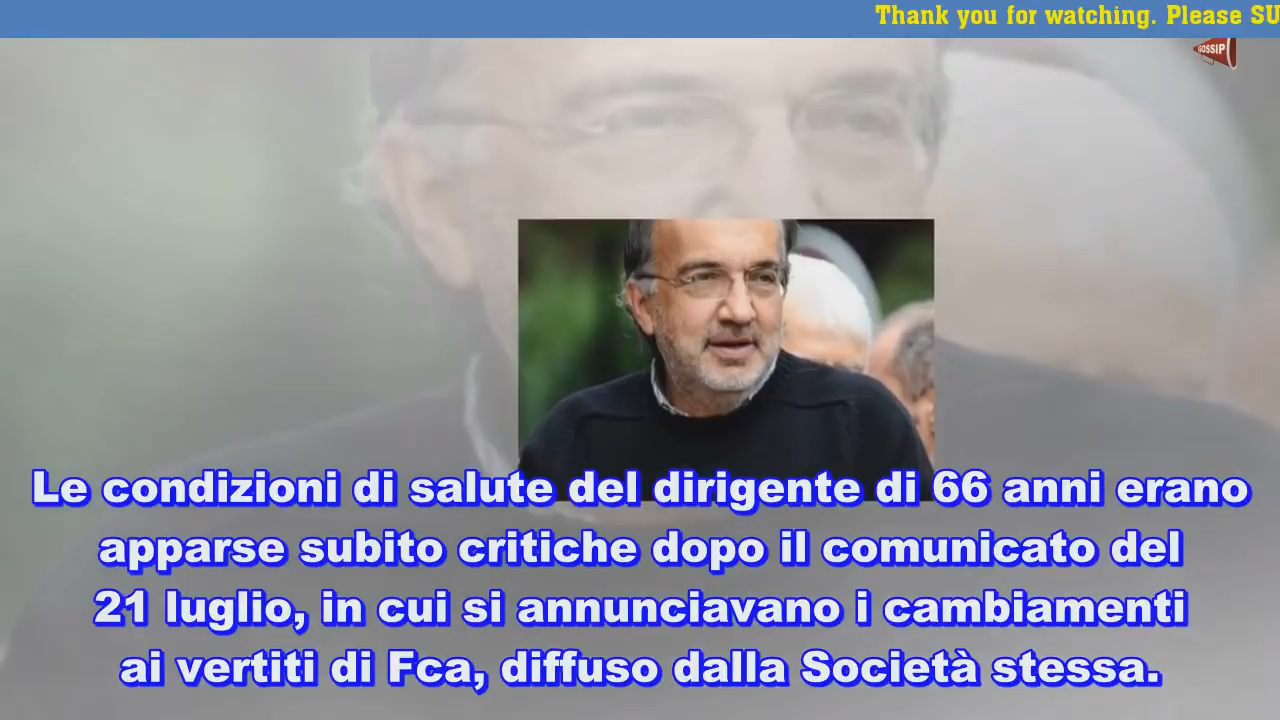 Thank you for watching. Please SU
GOSSIP
Le condizioni di salute del dirigente di 66 anni erano
apparse subito critiche dopo il comunicato del
21 luglio, in cui si annunciavano i cambiamenti
ai vertiti di Fca, diffuso dalla Società stessa.